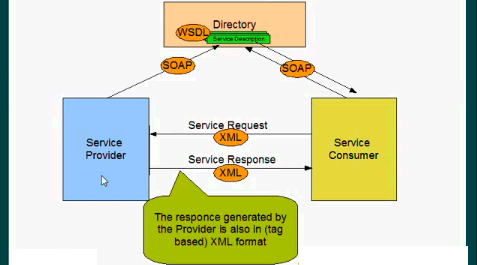 Directory
WSDL
Service Description
SOAP
SOAP
Service Request
XML
Service
Provider
Service
Consumer
Service Response
XML
The responce generated by
the Provider is also in (tag
based) XML format